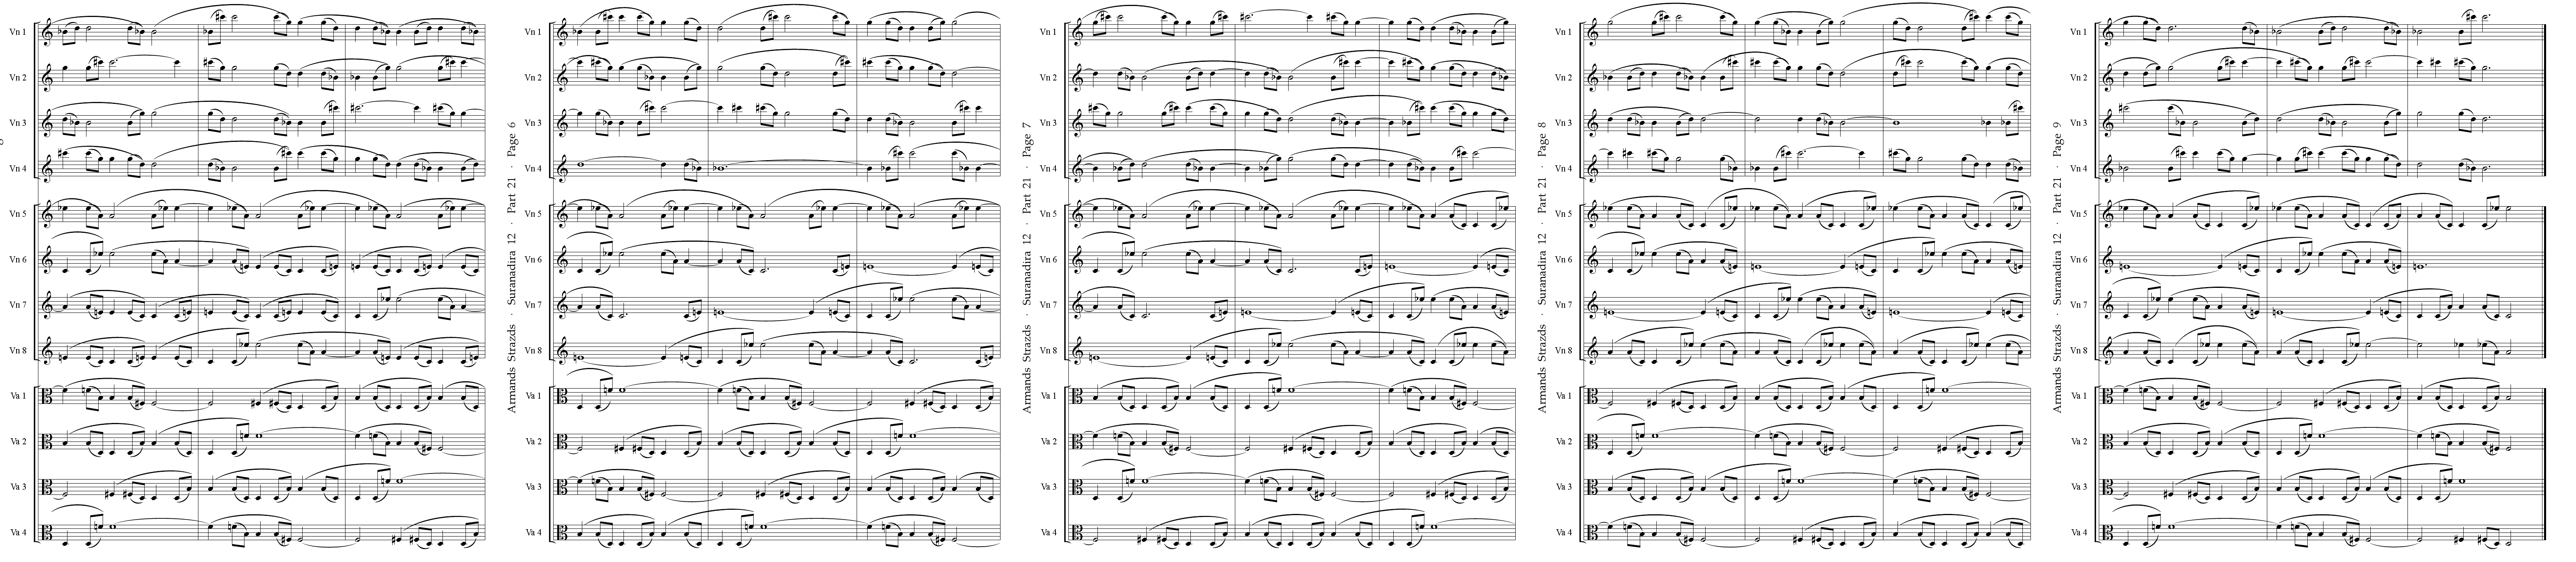 Vn 1
Vn 2
Vn 3
Vn 4
Vn 5
Vn 6
Vn 7
Vn 8
Va 1
Va 2
Va 3
Va 4
Armands Strazds · Suranadira 12 · Part 21 · Page 6
Vn 1
Vn 2
Vn 3
Vn 4
Vn 5
Vn 6
Vn 7
Vn 8
Va 1
Va 2
Va 3
Va 4
Armands Strazds · Suranadira 12 · Part 21 · Page 7
Vn 1
Vn 2
Vn 3
Vn 4
Vn 5
Vn 6
Vn 7
Vn 8
Va 1
Va 2
Va 3
Va 4
Armands Strazds · Suranadira 12 · Part 21 · Page 8
Vn 1
Vn 2
Vn 3
Vn 4
Vn 5
Vn 6
Vn 7
Vn 8
Va 1
Va 2
Va 3
Va 4
Armands Strazds · Suranadira 12 · Part 21 · Page 9
Vn 1
Vn 2
Vn 3
Vn 4
Vn 5
Vn 6
Vn 7
Vn 8
Va 1
Va 2
Va 3
Va 4